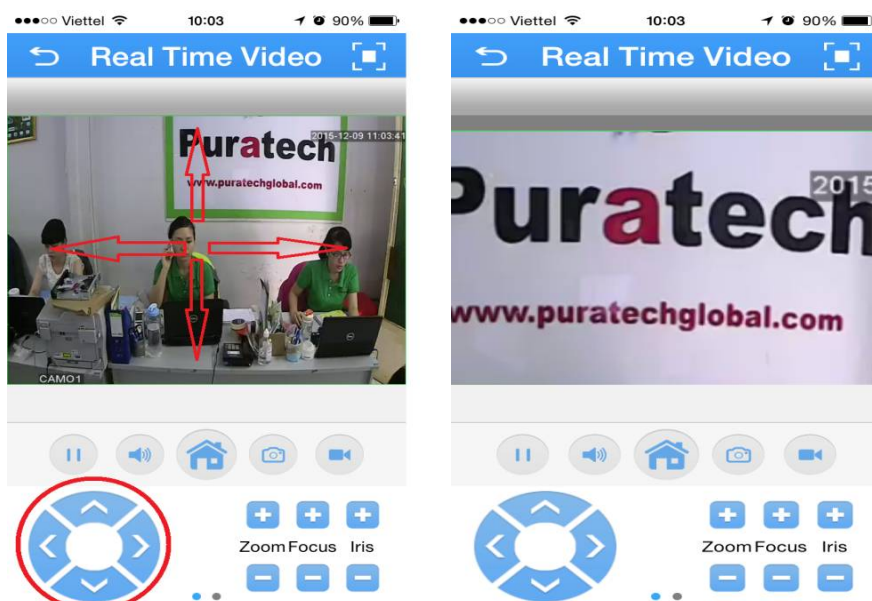 Viettel 10:03 90%
Real Time Video
Puratech
2015-12-09 11:03:41
www.puratechglobal.com
CAM01
Zoom Focus Iris
Viettel 10:03 90%
Real Time Video
2015
Puratech
www.puratechglobal.com
Zoom Focus Iris